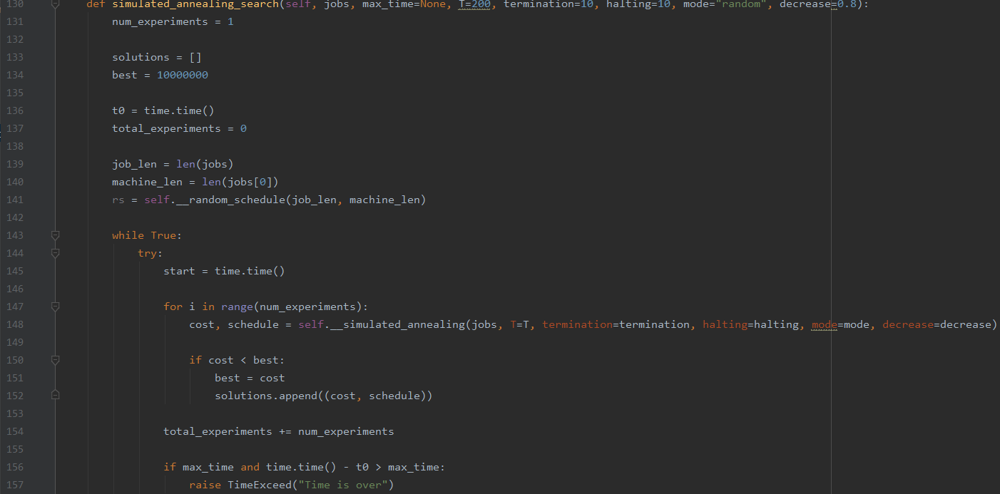 130 def simulated_annealing_search(self, jobs, max_time=None, T=200, termination=10, halting=10, mode="random", decrease=0.8):
131 num_experiments = 1
132
133 solutions = []
134 best = 10000000
135
136 t0 = time.time()
137 total_experiments = 0
138
139 job_len = len(jobs)
140 machine_len = len(jobs[0])
141 rs = self.__random_schedule(job_len, machine_len)
142
143 while True:
144 try:
145 start = time.time()
146
147 for i in range(num_experiments):
148 cost, schedule = self.__simulated_annealing(jobs, T=T, termination=termination, halting=halting, mode=mode, decrease=decrease)
149
150 if cost < best:
151 best = cost
152 solutions.append((cost, schedule))
153
154 total_experiments += num_experiments
155
156 if max_time and time.time() - t0 > max_time:
157 raise TimeExceed("Time is over")